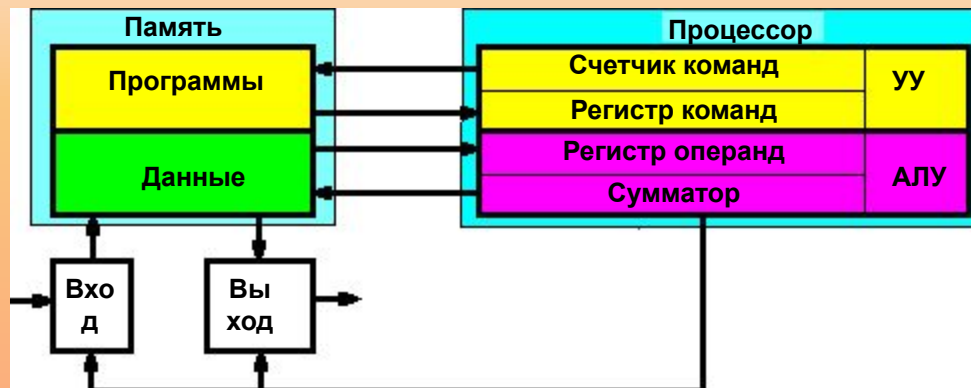 Память
Процессор
Программы
Счетчик команд
УУ
Регистр команд
Данные
Регистр операнд
АЛУ
Сумматор
Вхо
д
Вы
ход